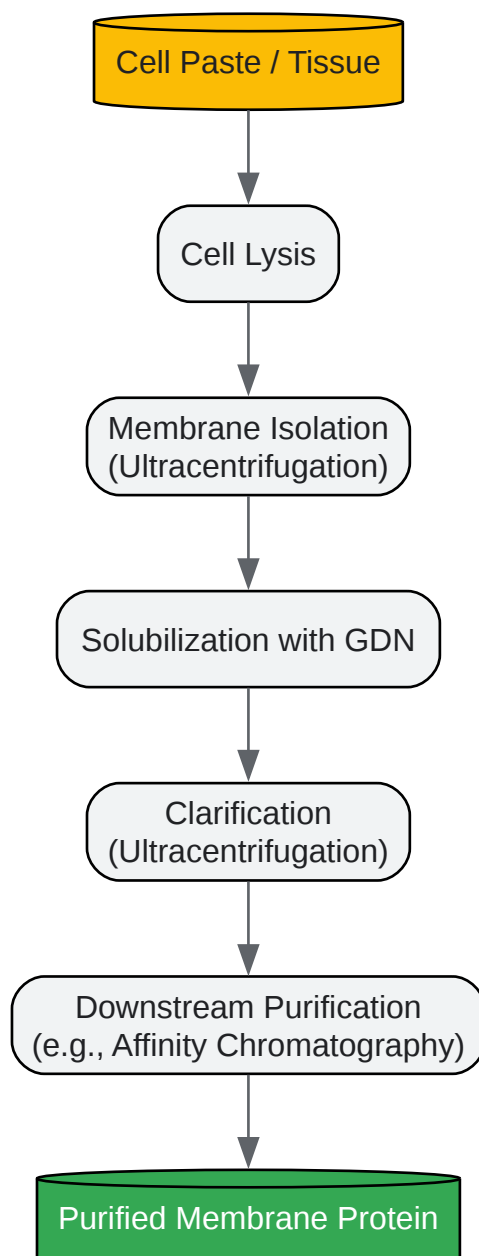 Cell Paste / Tissue
Cell Lysis
Membrane Isolation
(Ultracentrifugation)
Solubilization with GDN
Clarification
(Ultracentrifugation)
Downstream Purification
(e.g., Affinity Chromatography)
Purified Membrane Protein